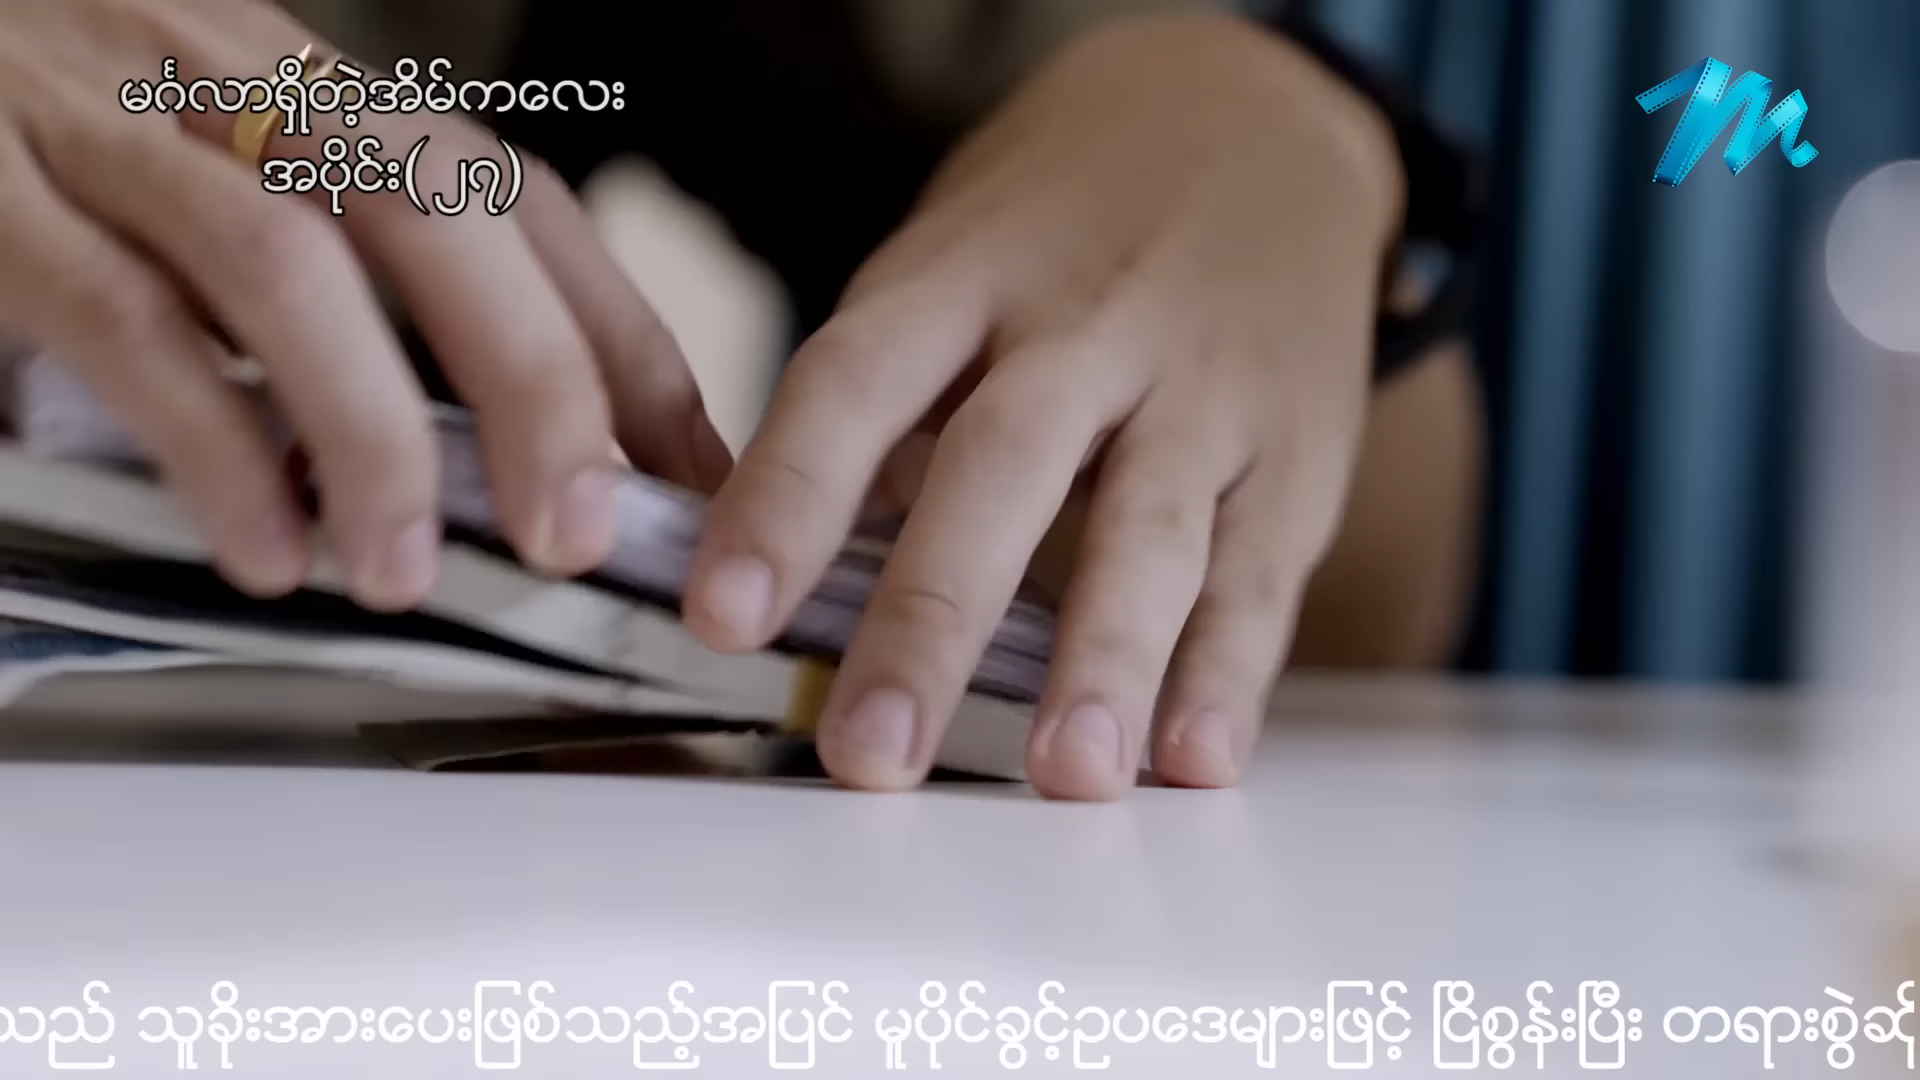 မင်္ဂလာရှိတဲ့အိမ်ကလေး
အပိုင်း(၂၇)
သည် သူခိုးအားပေးဖြစ်သည့်အပြင် မူပိုင်ခွင့်ဥပဒေများဖြင့် ငြိစွန်းပြီး တရားစွဲဆို